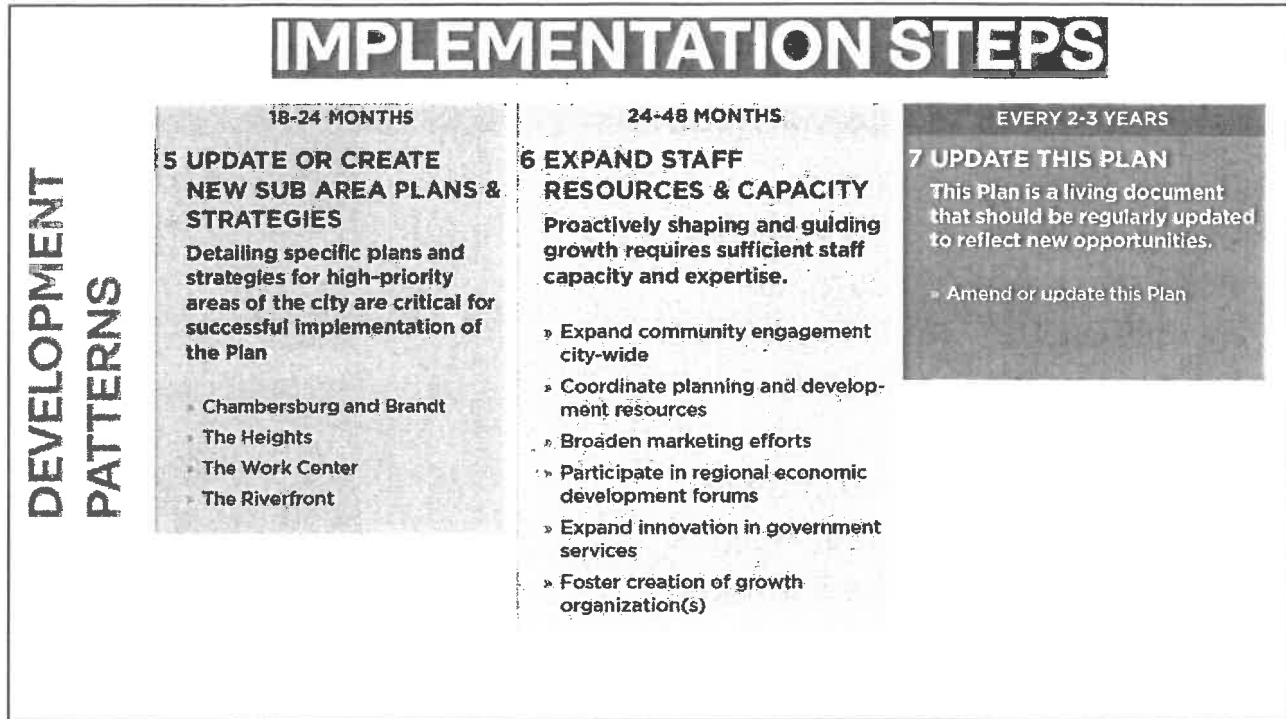 IMPLEMENTATION STEPS
DEVELOPMENT
PATTERNS
18-24 MONTHS
5 UPDATE OR CREATE
NEW SUB AREA PLANS &
STRATEGIES
Detailing specific plans and
strategies for high-priority
areas of the city are critical for
successful implementation of
the Plan
» Chambersburg and Brandt
» The Heights
» The Work Center
» The Riverfront
24-48 MONTHS
6 EXPAND STAFF
RESOURCES & CAPACITY
Proactively shaping and guiding
growth requires sufficient staff
capacity and expertise.
» Expand community engagement
city-wide
» Coordinate planning and develop-
ment resources
» Broaden marketing efforts
» Participate in regional economic
development forums
» Expand innovation in government
services
» Foster creation of growth
organization(s)
EVERY 2-3 YEARS
7 UPDATE THIS PLAN
This Plan is a living document
that should be regularly updated
to reflect new opportunities.
» Amend or update this Plan